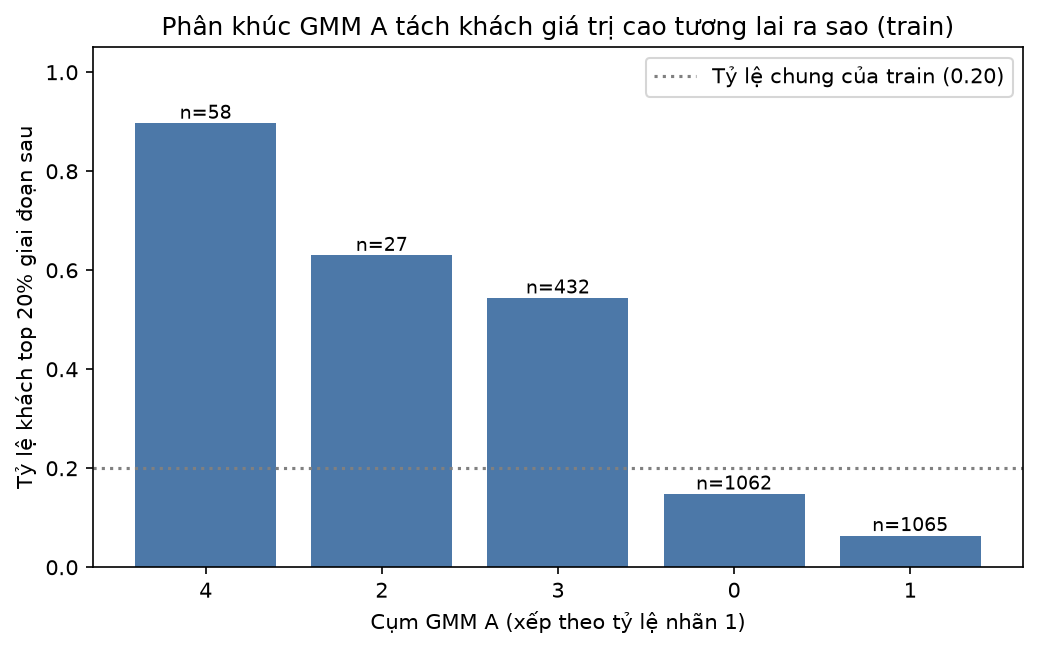 Phân khúc GMM A tách khách giá trị cao tương lai ra sao (train)
Tỷ lệ chung của train (0.20)
Tỷ lệ khách top 20% giai đoạn sau
1.0
0.8
0.6
0.4
0.2
0.0
n=58
n=27
n=432
n=1062
n=1065
4 2 3 0 1
Cụm GMM A (xếp theo tỷ lệ nhãn 1)